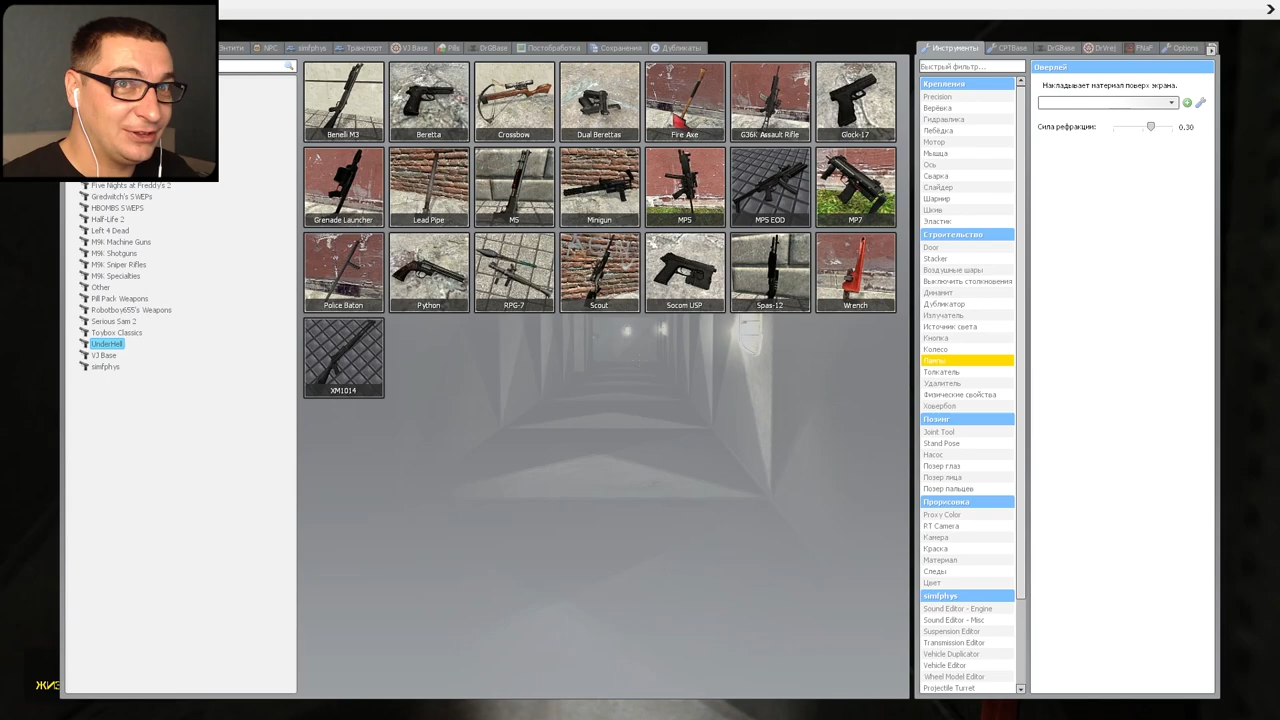 Энтити
NPC
simfphys
Транспорт
VJ Base
Pills
DrGBase
Постобработка
Сохранения
Дубликаты
Five Nights at Freddy's 2
Gredwitch's SWEPs
HBOMBS SWEPS
Half-Life 2
Left 4 Dead
M9K Machine Guns
M9K Shotguns
M9K Sniper Rifles
M9K Specialties
Other
Pill Pack Weapons
Robotboy655's Weapons
Serious Sam 2
Toybox Classics
UnderHell
VJ Base
simfphys
Benelli M3
Beretta
Crossbow
Dual Berettas
Fire Axe
G36K Assault Rifle
Glock-17
Grenade Launcher
Lead Pipe
M5
Minigun
MP5
MP5 EOD
MP7
Police Baton
Python
RPG-7
Scout
Socom USP
Spas-12
Wrench
XM1014
Инструменты
CPTBase
DrGBase
DrVrej
FNaF
Options
Быстрый фильтр...
Крепления
Precision
Верёвка
Гидравлика
Лебёдка
Мотор
Мышца
Ось
Сварка
Слайдер
Шарнир
Шкив
Эластик
Строительство
Door
Stacker
Воздушные шары
Выключить столкновения
Динамит
Дубликатор
Излучатель
Источник света
Кнопка
Колесо
Лампы
Толкатель
Удалитель
Физические свойства
Ховербол
Позинг
Joint Tool
Stand Pose
Насос
Позер глаз
Позер лица
Позер пальцев
Прорисовка
Proxy Color
RT Camera
Камера
Краска
Материал
Следы
Цвет
simfphys
Sound Editor - Engine
Sound Editor - Misc
Suspension Editor
Transmission Editor
Vehicle Duplicator
Vehicle Editor
Wheel Model Editor
Projectile Turret
Оверлей
Накладывает материал поверх экрана.
Сила рефракции:
0.30
ЖИЗ